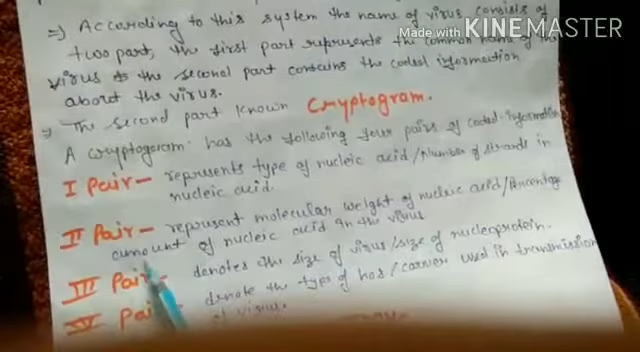 Made with KINEMASTER
=) According to this system the name of virus consists of
two part, the first part represents the common name of the
virus & the second part contains the coded information
about the virus.
=) The second part known Cryptogram.
A cryptogram has the following four pairs of coded information
I Pair- represents type of nucleic acid/Number of strands in
nucleic acid.
II Pair- represent molecular weight of nucleic acid/Percentage
amount of nucleic acid in the virus
III Pair- denotes the size of virus/size of nucleoprotein.
IV Pair denote the type of hos/carrier used in transmission
of virus.